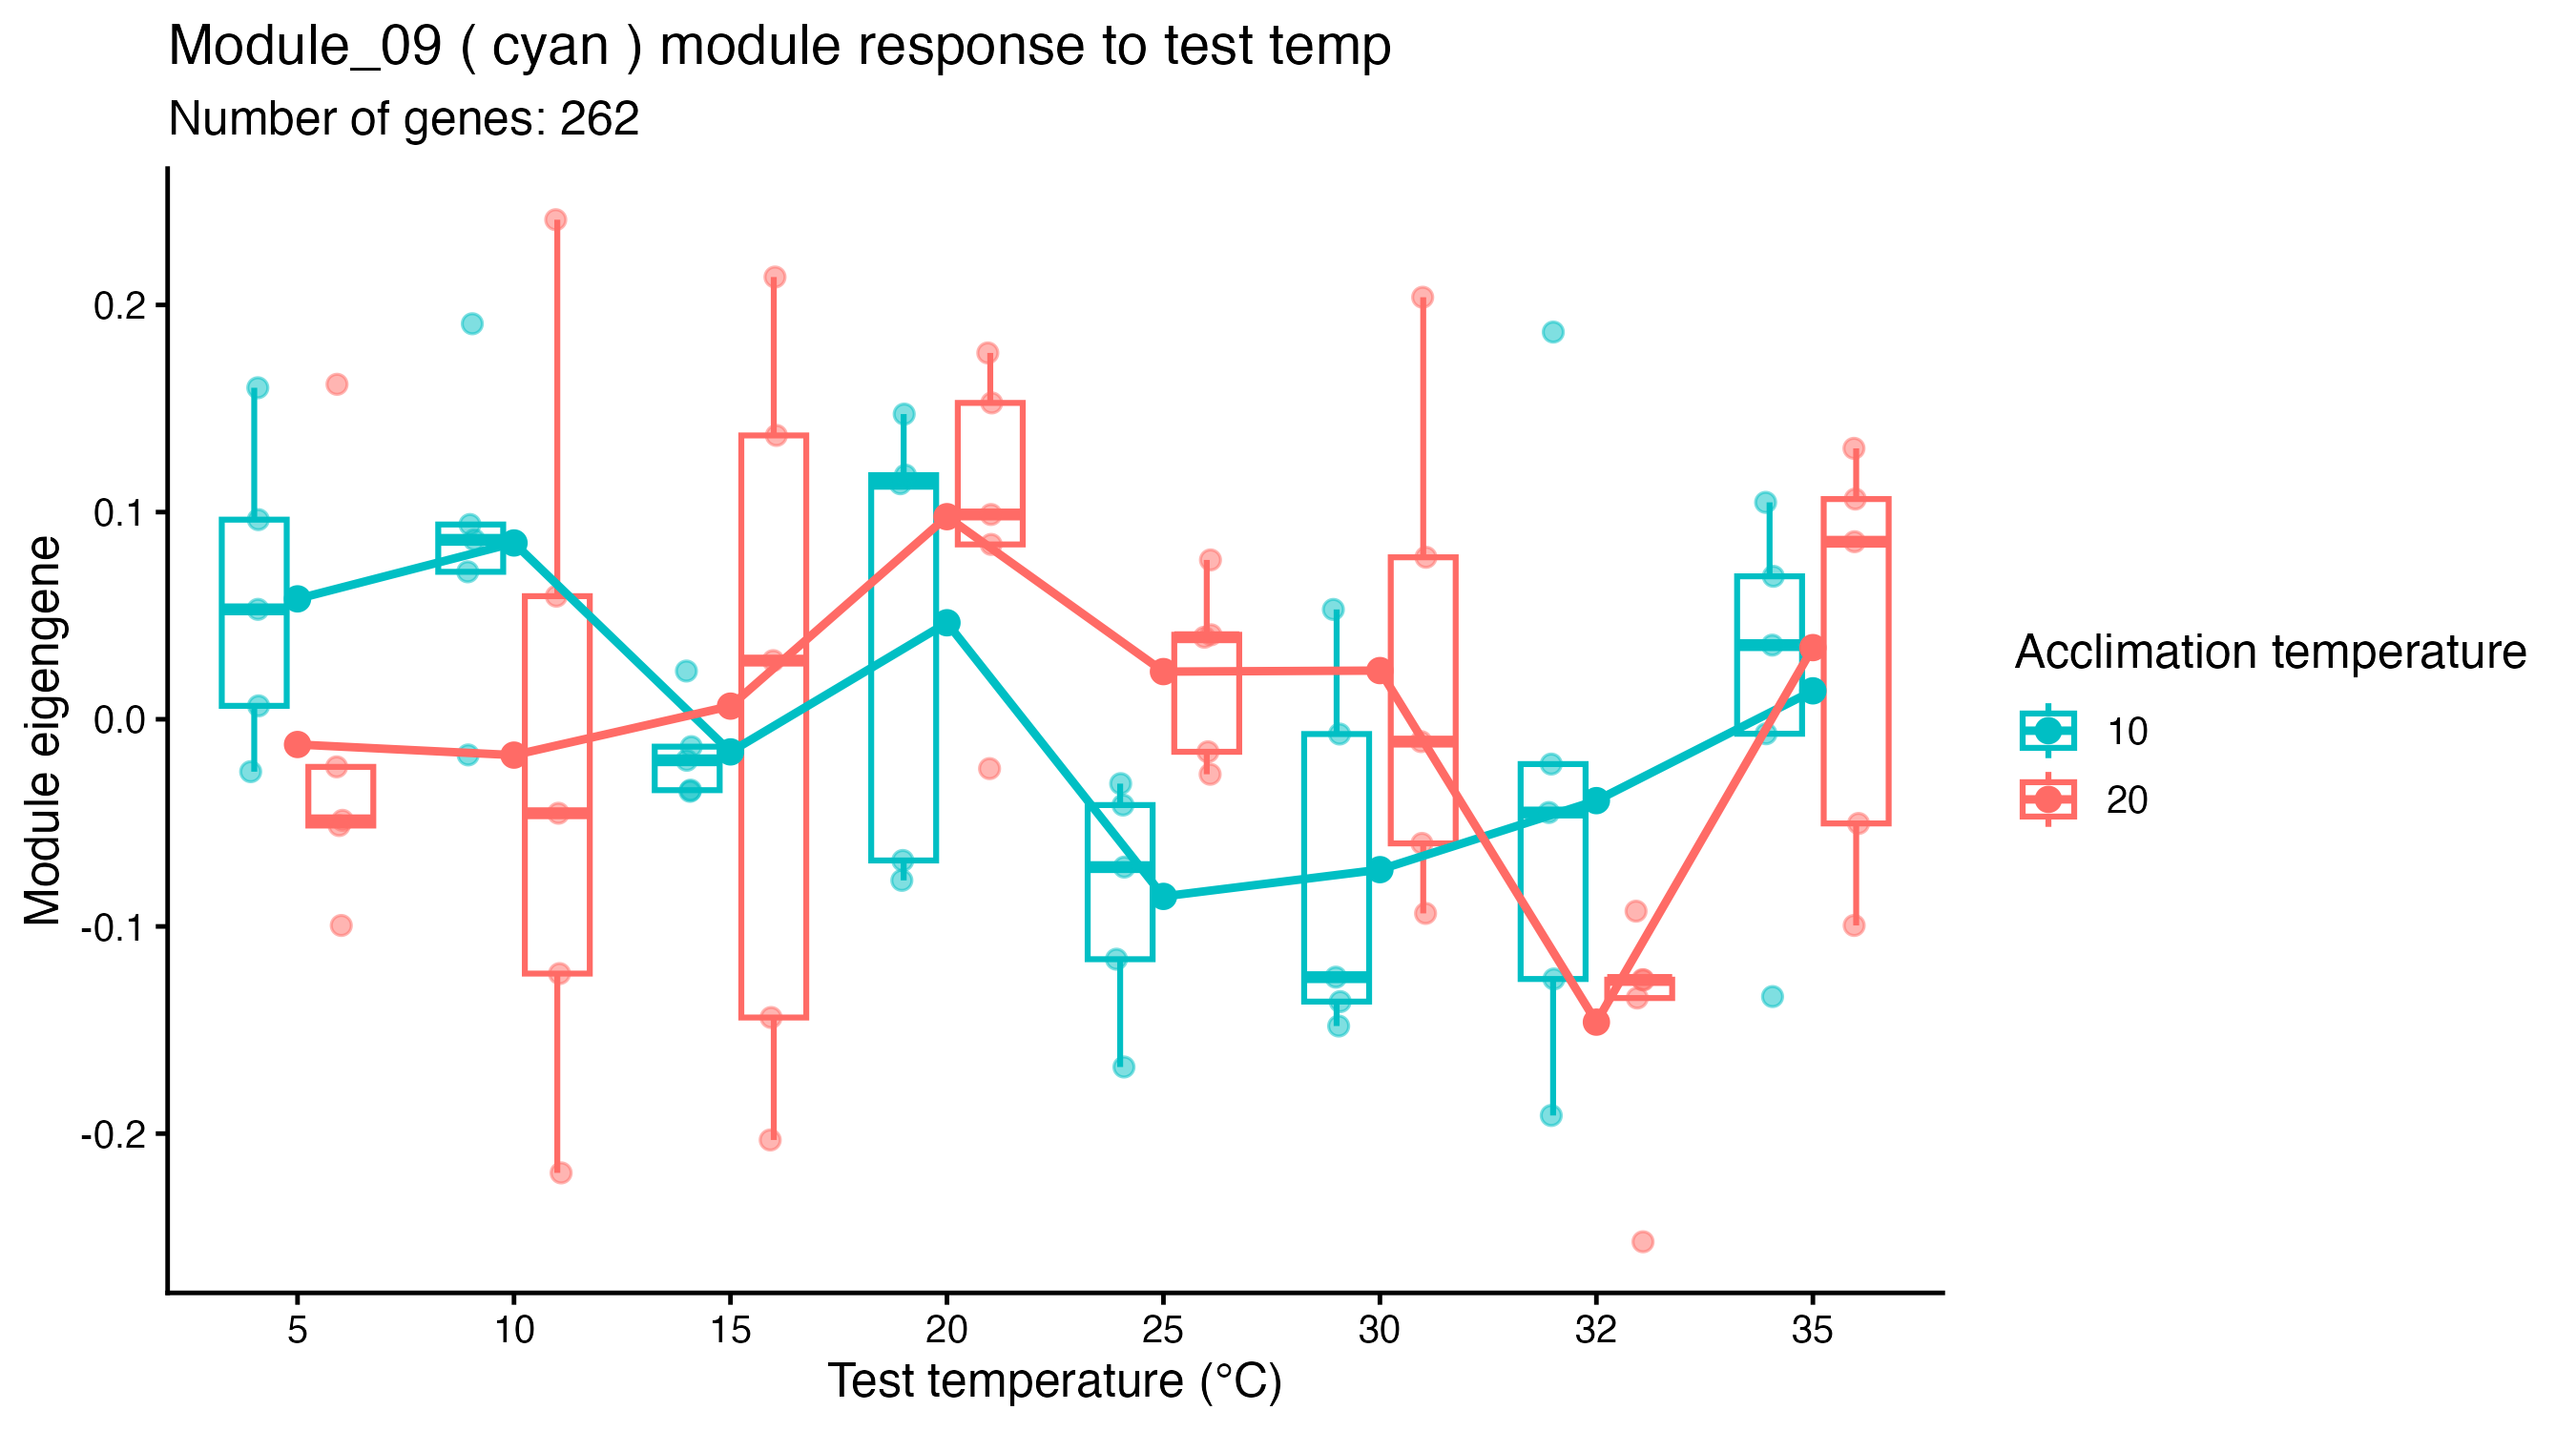 Module_09 ( cyan ) module response to test temp
Number of genes: 262
Module eigengene
0.2
0.1
0.0
-0.1
-0.2
5 10 15 20 25 30 32 35
Test temperature (°C)
Acclimation temperature
10
20